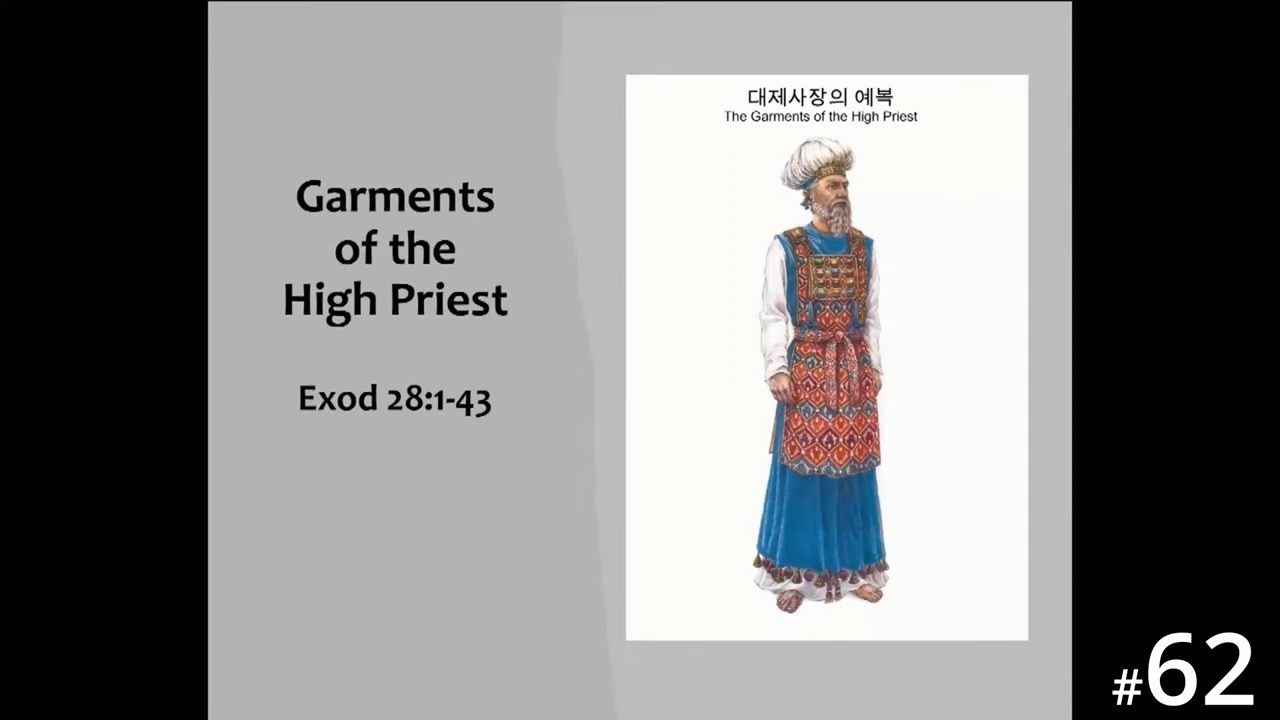 Garments
of the
High Priest
Exod 28:1-43
대제사장의 예복
The Garments of the High Priest
#62